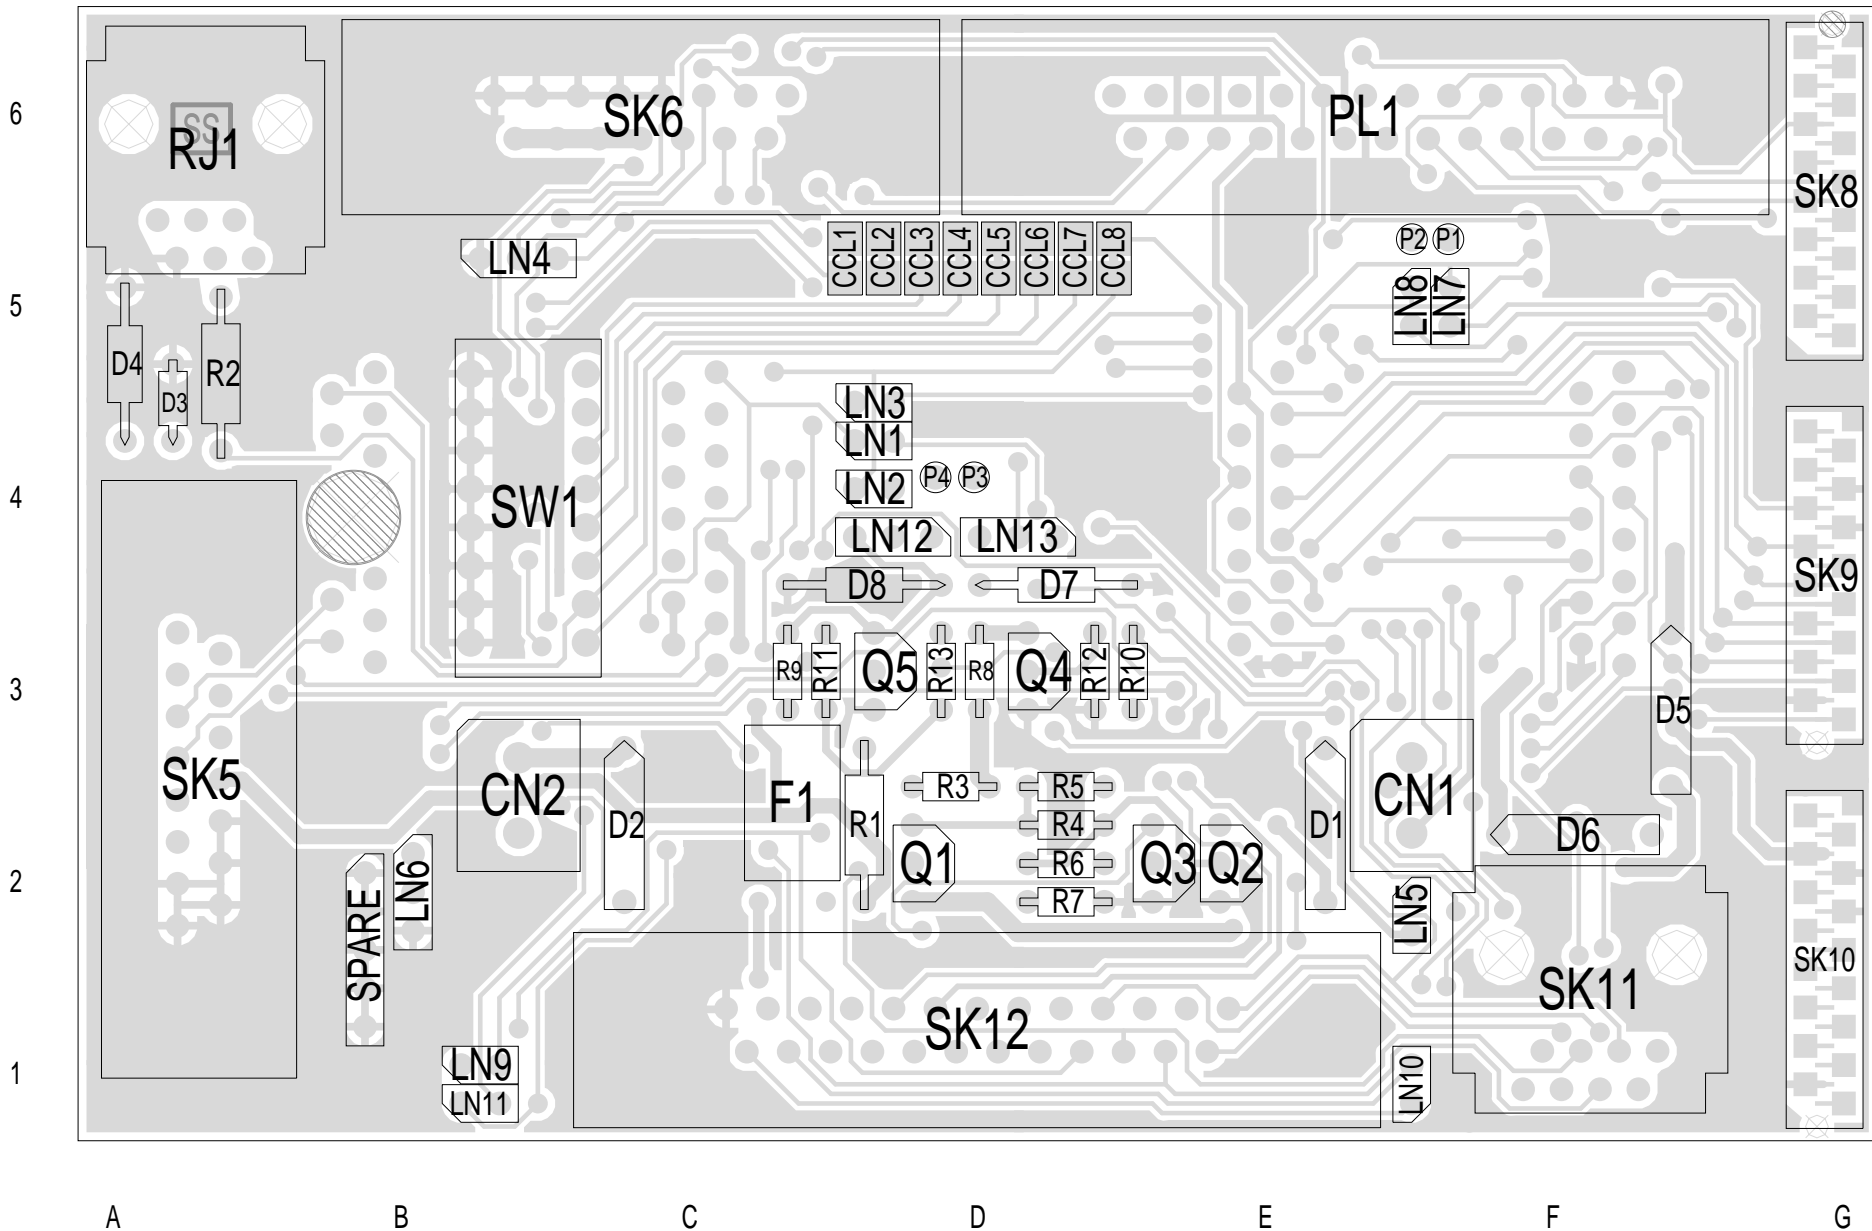 6
SS
RJ1
SK6
PL1
SK8
CCL1
CCL2
CCL3
CCL4
CCL5
CCL6
CCL7
CCL8
P2
P1
LN4
5
LN8
LN7
D4
D3
R2
LN3
LN1
LN2
P4
P3
4
SW1
LN12
LN13
D8
D7
SK9
R9
R11
Q5
R13
R8
Q4
R12
R10
3
D5
SK5
CN2
D2
F1
R1
R3
R5
R4
R6
R7
Q1
Q3
Q2
D1
CN1
D6
2
SPARE
LN6
LN5
SK10
SK11
SK12
1
LN9
LN11
LN10
A B C D E F G